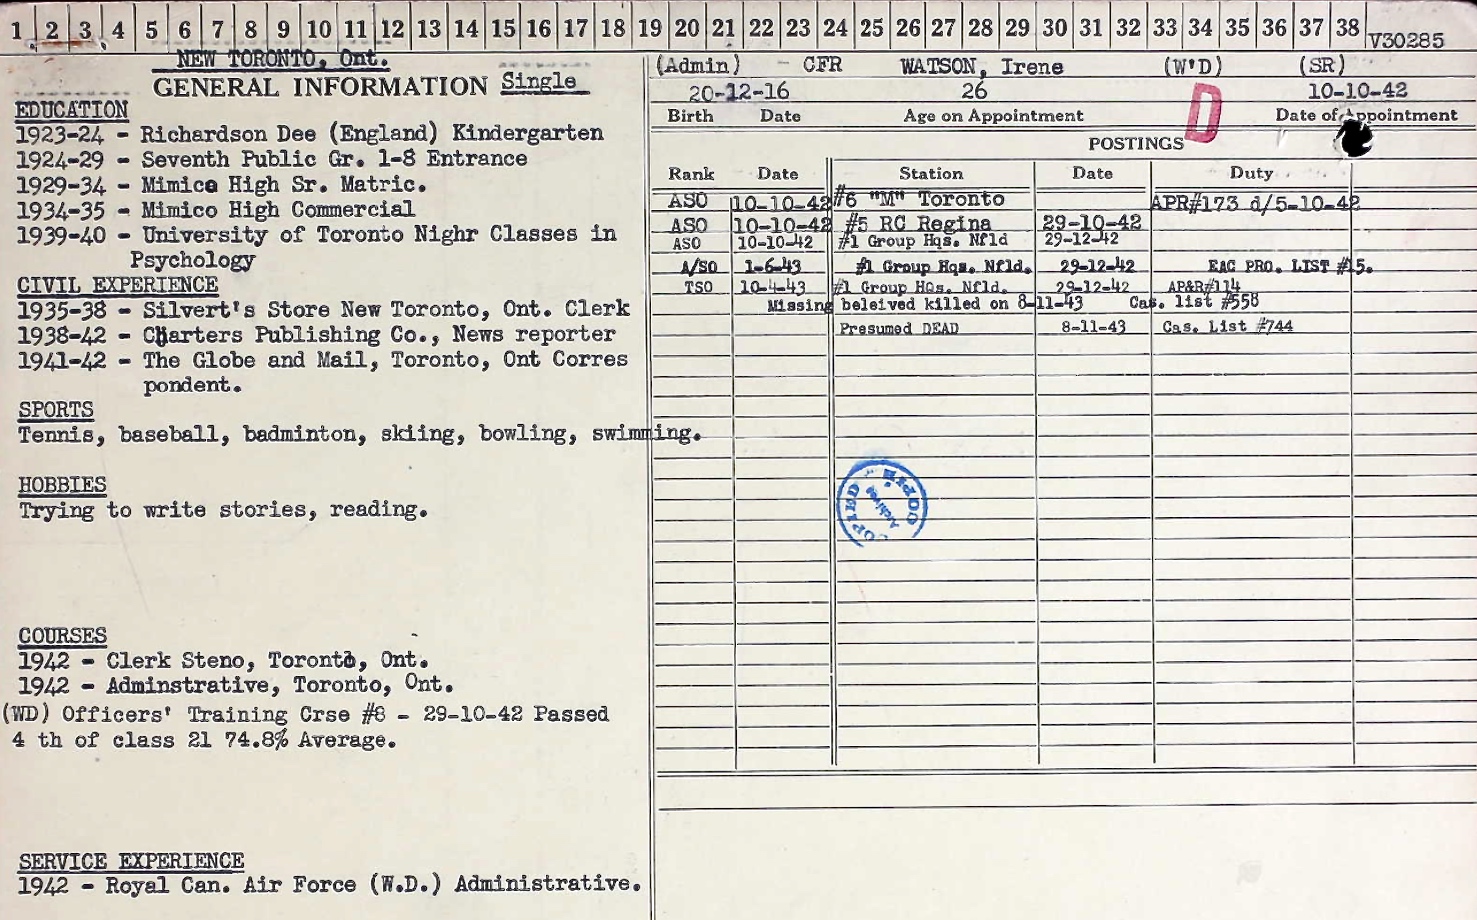 1 2 3 4 5 6 7 8 9 10 11 12 13 14 15 16 17 18 19 20 21 22 23 24 25 26 27 28 29 30 31 32 33 34 35 36 37 38
V30285
NEW TORONTO, Ont.
GENERAL INFORMATION Single
EDUCATION
1923-24 - Richardson Dee (England) Kindergarten
1924-29 - Seventh Public Gr. 1-8 Entrance
1929-34 - Mimico High Sr. Matric.
1934-35 - Mimico High Commercial
1939-40 - University of Toronto Nighr Classes in
Psychology
CIVIL EXPERIENCE
1935-38 - Silvert's Store New Toronto, Ont. Clerk
1938-42 - Charters Publishing Co., News reporter
1941-42 - The Globe and Mail, Toronto, Ont Corres
pondent.
SPORTS
Tennis, baseball, badminton, skiing, bowling, swimming.
HOBBIES
Trying to write stories, reading.
COURSES
1942 - Clerk Steno, Toronto, Ont.
1942 - Adminstrative, Toronto, Ont.
(WD) Officers' Training Crse #8 - 29-10-42 Passed
4 th of class 21 74.8% Average.
SERVICE EXPERIENCE
1942 - Royal Can. Air Force (W.D.) Administrative.
(Admin) - CFR WATSON, Irene (W'D) (SR)
20-12-16 26 10-10-42
Birth Date Age on Appointment Date of Appointment
D
POSTINGS
Rank Date Station Date Duty
ASO 10-10-42 #6 "M" Toronto APR#173 d/5-10-42
ASO 10-10-42 #5 RC Regina 29-10-42
ASO 10-10-42 #1 Group Hqs. Nfld 29-12-42
A/SO 1-6-43 #1 Group Hqs. Nfld. 29-12-42 EAC PRO. LIST #15.
TSO 10-4-43 #1 Group Hqs. Nfld. 29-12-42 AP&R#114
Missing beleived killed on 8-11-43 Cas. list #558
Presumed DEAD 8-11-43 Cas. List #744
COPIED
Archives
COPIED